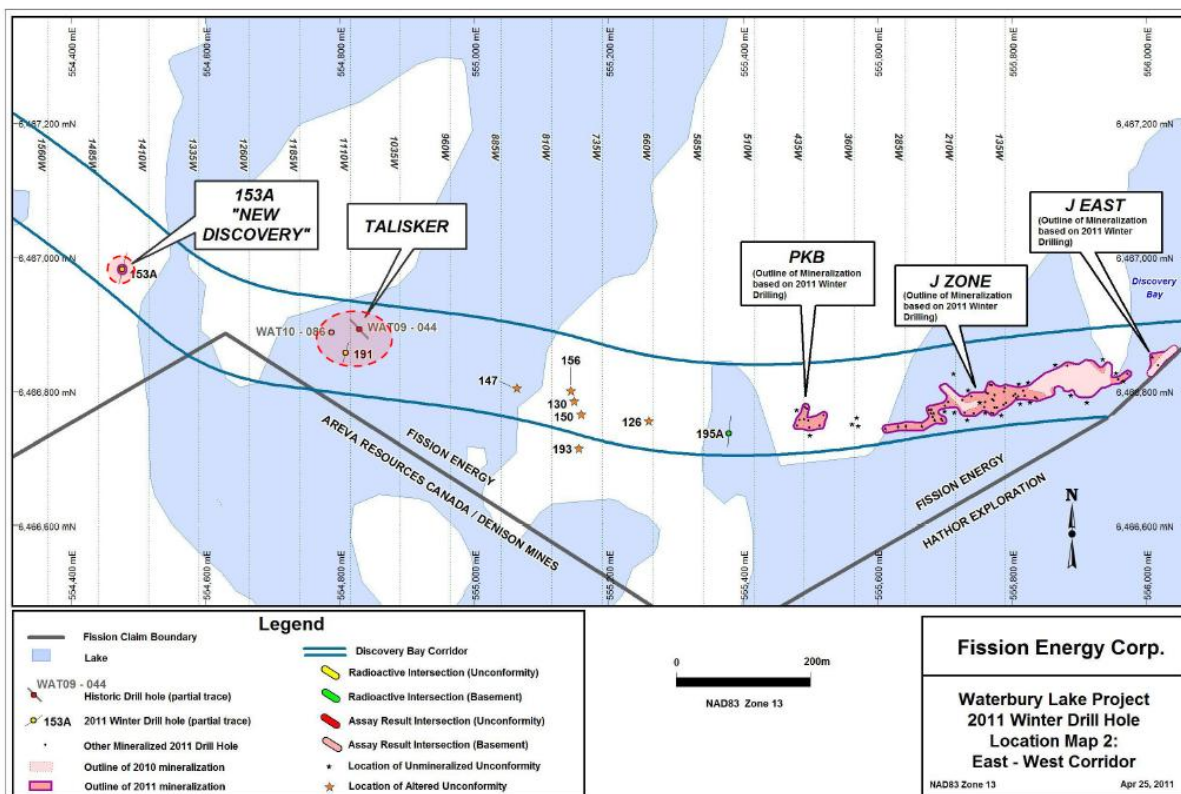 554,400 mE
554,600 mE
554,800 mE
555,000 mE
555,200 mE
555,400 mE
555,600 mE
555,800 mE
556,000 mE
6,467,200 mN
6,467,200 mN
1560W
1485W
1410W
1335W
1260W
1185W
1110W
1035W
960W
885W
810W
735W
660W
585W
510W
435W
360W
285W
210W
135W
153A
"NEW
DISCOVERY"
TALISKER
J EAST
(Outline of Mineralization
based on 2011 Winter
Drilling)
PKB
(Outline of Mineralization
based on 2011 Winter
Drilling)
J ZONE
(Outline of Mineralization
based on 2011 Winter
Drilling)
Discovery
Bay
6,467,000 mN
6,467,000 mN
153A
WAT10 - 086
WAT09 - 044
191
156
147
130
150
126
193
195A
6,466,800 mN
6,466,800 mN
FISSION ENERGY
AREVA RESOURCES CANADA / DENISON MINES
FISSION ENERGY
HATHOR EXPLORATION
N
6,466,600 mN
6,466,600 mN
554,400 mE
554,600 mE
554,800 mE
555,000 mE
555,200 mE
555,400 mE
555,600 mE
555,800 mE
556,000 mE
Legend
Fission Claim Boundary
Lake
WAT09 - 044
Historic Drill hole (partial trace)
153A
2011 Winter Drill hole (partial trace)
Other Mineralized 2011 Drill Hole
Outline of 2010 mineralization
Outline of 2011 mineralization
Discovery Bay Corridor
Radioactive Intersection (Unconformity)
Radioactive Intersection (Basement)
Assay Result Intersection (Unconformity)
Assay Result Intersection (Basement)
Location of Unmineralized Unconformity
Location of Altered Unconformity
0
200m
NAD83 Zone 13
Fission Energy Corp.
Waterbury Lake Project
2011 Winter Drill Hole
Location Map 2:
East - West Corridor
NAD83 Zone 13
Apr 25, 2011